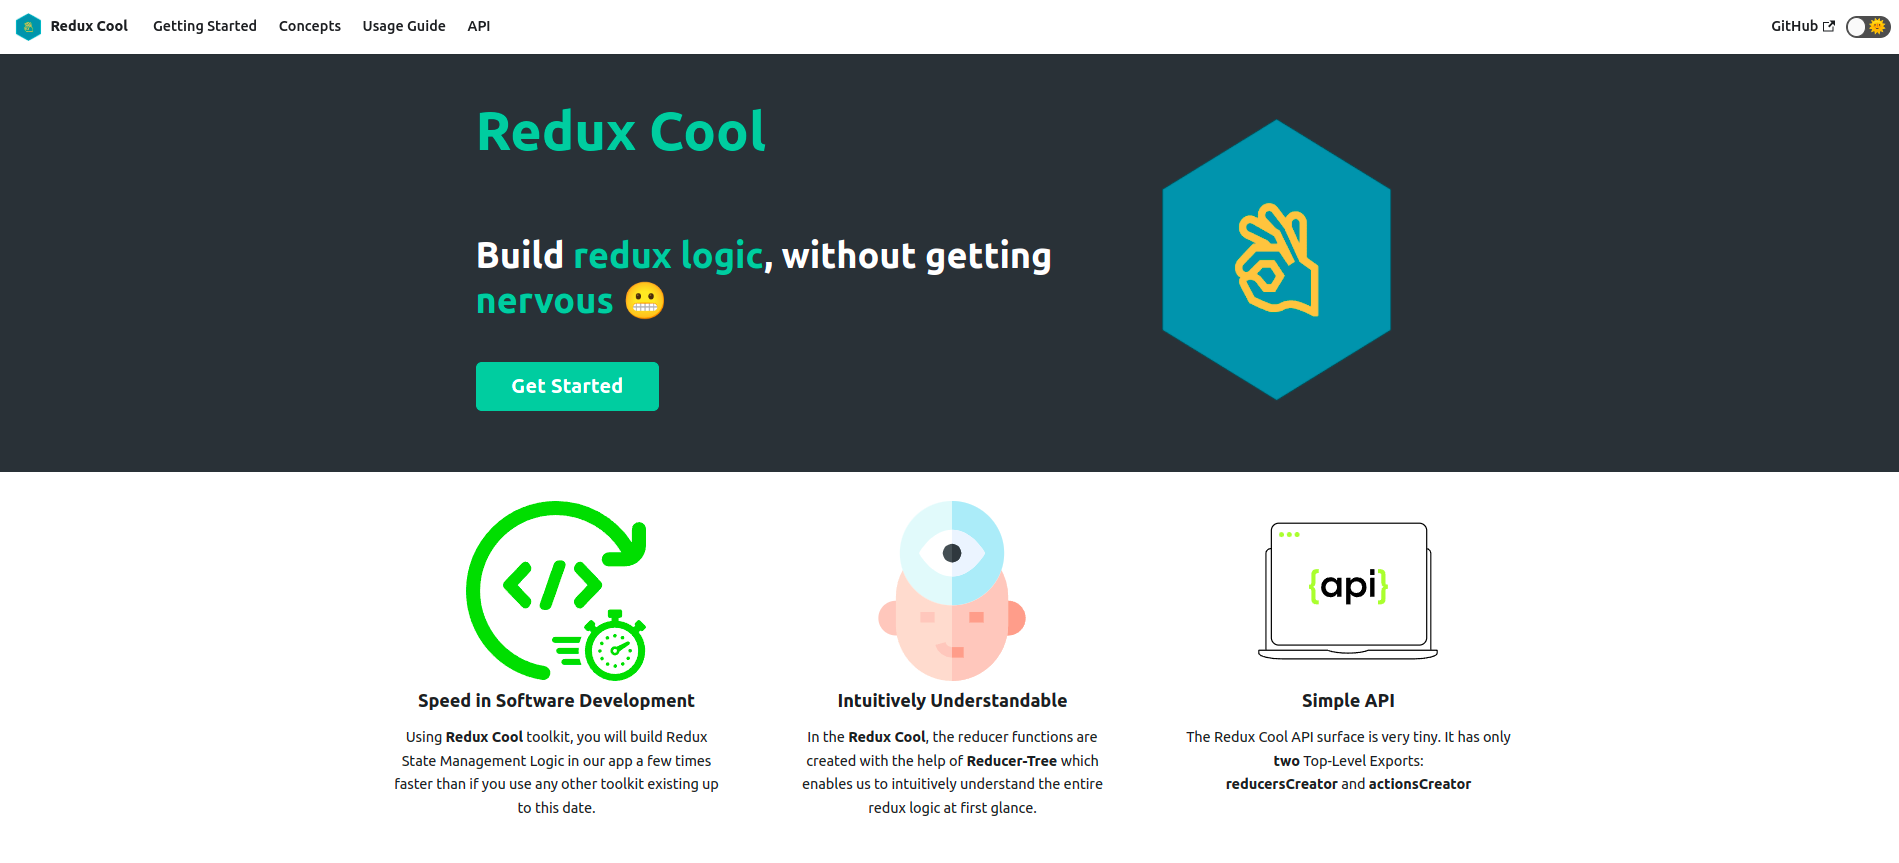 Redux Cool Getting Started Concepts Usage Guide API GitHub
Redux Cool
Build redux logic, without getting
nervous 😬
Get Started
</>
{api}
Speed in Software Development
Using Redux Cool toolkit, you will build Redux
State Management Logic in our app a few times
faster than if you use any other toolkit existing up
to this date.
Intuitively Understandable
In the Redux Cool, the reducer functions are
created with the help of Reducer-Tree which
enables us to intuitively understand the entire
redux logic at first glance.
Simple API
The Redux Cool API surface is very tiny. It has only
two Top-Level Exports:
reducersCreator and actionsCreator